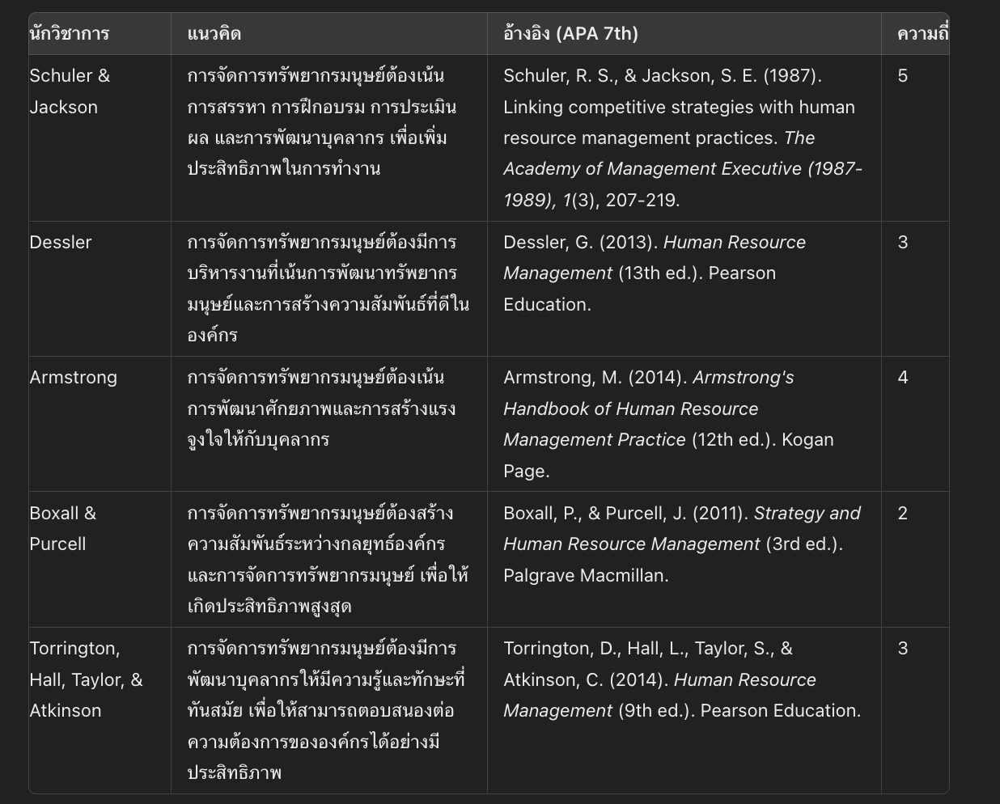 นักวิชาการ
แนวคิด
อ้างอิง (APA 7th)
ความถี่
Schuler &
Jackson
การจัดการทรัพยากรมนุษย์ต้องเน้น
การสรรหา การฝึกอบรม การประเมิน
ผล และการพัฒนาบุคลากร เพื่อเพิ่ม
ประสิทธิภาพในการทำงาน
Schuler, R. S., & Jackson, S. E. (1987).
Linking competitive strategies with human
resource management practices. The
Academy of Management Executive (1987-
1989), 1(3), 207-219.
5
Dessler
การจัดการทรัพยากรมนุษย์ต้องมีการ
บริหารงานที่เน้นการพัฒนาทรัพยากร
มนุษย์และการสร้างความสัมพันธ์ที่ดีใน
องค์กร
Dessler, G. (2013). Human Resource
Management (13th ed.). Pearson
Education.
3
Armstrong
การจัดการทรัพยากรมนุษย์ต้องเน้น
การพัฒนาศักยภาพและการสร้างแรง
จูงใจให้กับบุคลากร
Armstrong, M. (2014). Armstrong's
Handbook of Human Resource
Management Practice (12th ed.). Kogan
Page.
4
Boxall &
Purcell
การจัดการทรัพยากรมนุษย์ต้องสร้าง
ความสัมพันธ์ระหว่างกลยุทธ์องค์กร
และการจัดการทรัพยากรมนุษย์ เพื่อให้
เกิดประสิทธิภาพสูงสุด
Boxall, P., & Purcell, J. (2011). Strategy and
Human Resource Management (3rd ed.).
Palgrave Macmillan.
2
Torrington,
Hall, Taylor, &
Atkinson
การจัดการทรัพยากรมนุษย์ต้องมีการ
พัฒนาบุคลากรให้มีความรู้และทักษะที่
ทันสมัย เพื่อให้สามารถตอบสนองต่อ
ความต้องการขององค์กรได้อย่างมี
ประสิทธิภาพ
Torrington, D., Hall, L., Taylor, S., &
Atkinson, C. (2014). Human Resource
Management (9th ed.). Pearson Education.
3